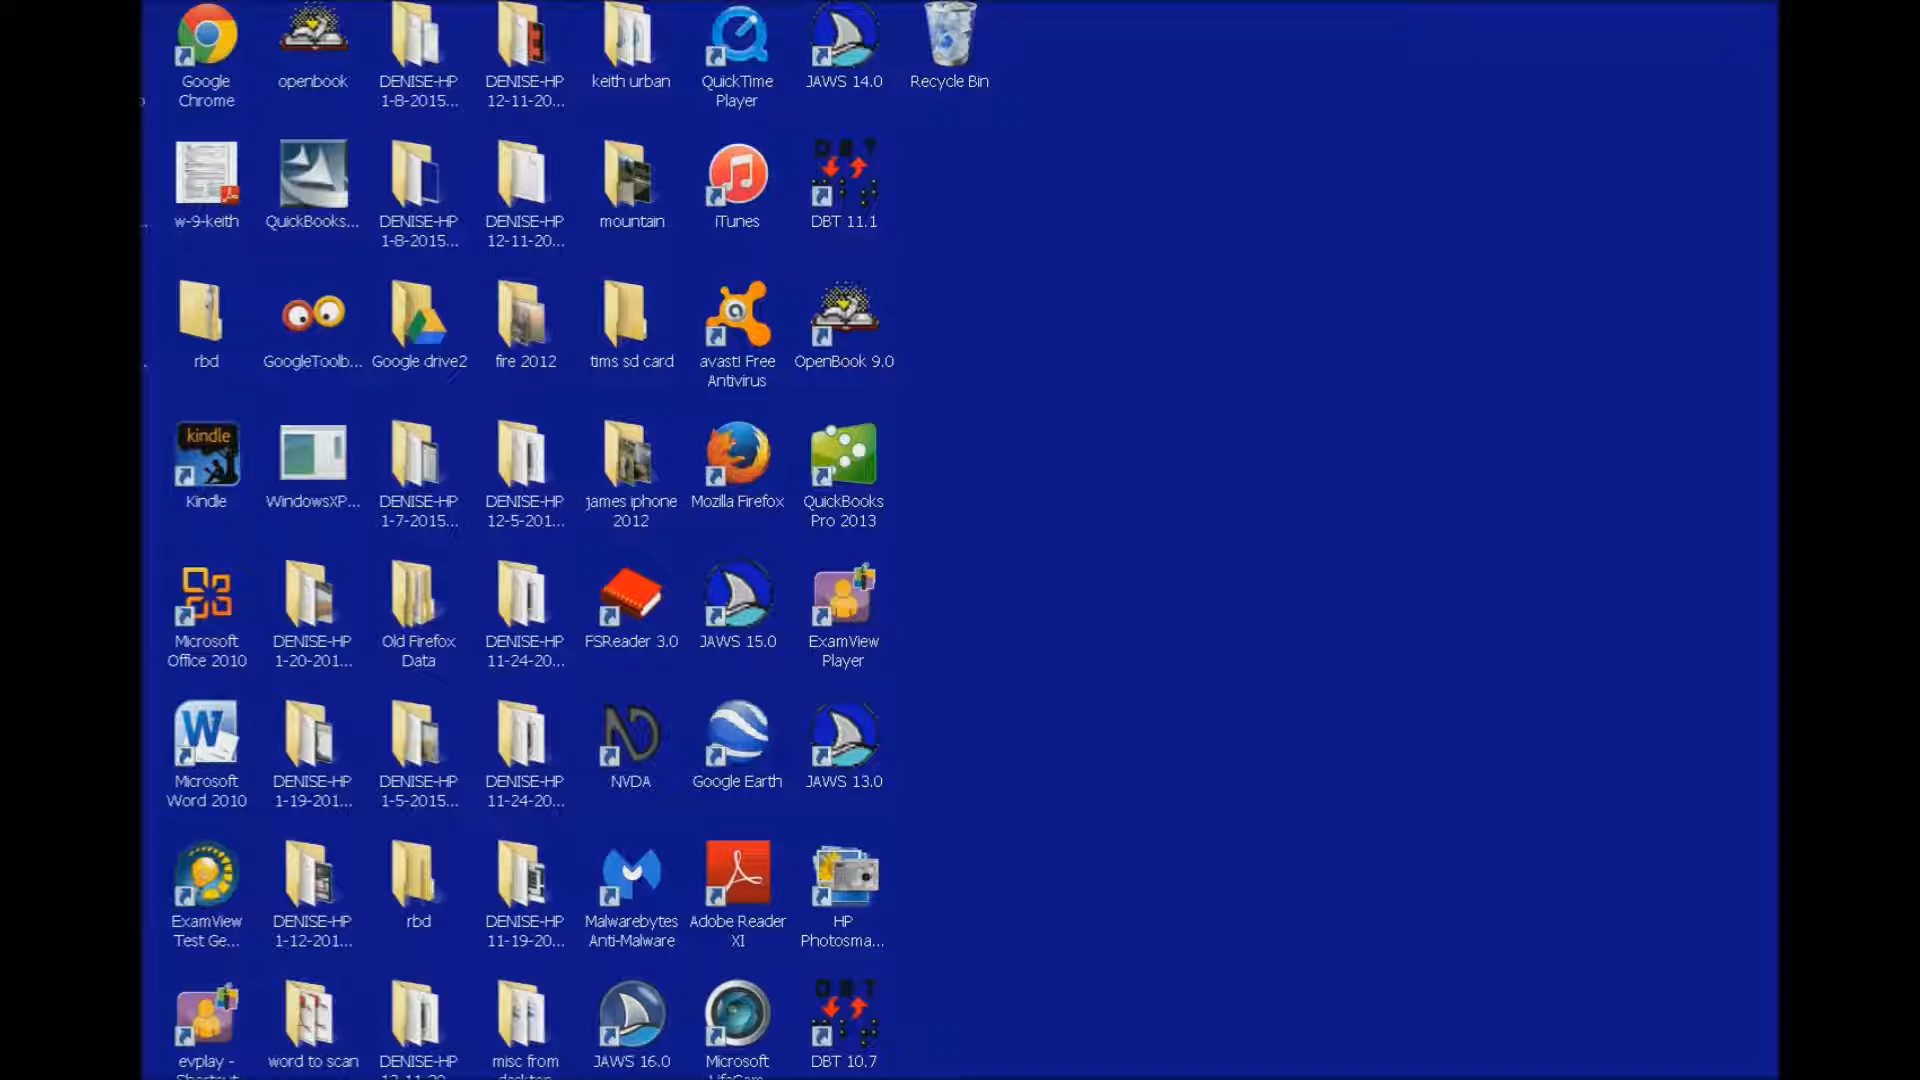 Google
Chrome
openbook
DENISE-HP
1-8-2015...
DENISE-HP
12-11-20...
keith urban
QuickTime
Player
JAWS 14.0
Recycle Bin
w-9-keith
QuickBooks...
DENISE-HP
1-8-2015...
DENISE-HP
12-11-20...
mountain
iTunes
DBT
DBT 11.1
rbd
GoogleToolb...
Google drive2
fire 2012
tims sd card
avast! Free
Antivirus
OpenBook 9.0
kindle
Kindle
WindowsXP...
DENISE-HP
1-7-2015...
DENISE-HP
12-5-201...
james iphone
2012
Mozilla Firefox
QuickBooks
Pro 2013
Microsoft
Office 2010
DENISE-HP
1-20-201...
Old Firefox
Data
DENISE-HP
11-24-20...
FSReader 3.0
JAWS 15.0
ExamView
Player
W
Microsoft
Word 2010
DENISE-HP
1-19-201...
DENISE-HP
1-5-2015...
DENISE-HP
11-24-20...
NVDA
Google Earth
JAWS 13.0
ExamView
Test Ge...
DENISE-HP
1-12-201...
rbd
DENISE-HP
11-19-20...
Malwarebytes
Anti-Malware
Adobe Reader
XI
HP
Photosma...
evplay -
Shortcut
word to scan
DENISE-HP
misc from
desktop
JAWS 16.0
Microsoft
LifeCam
DBT
DBT 10.7